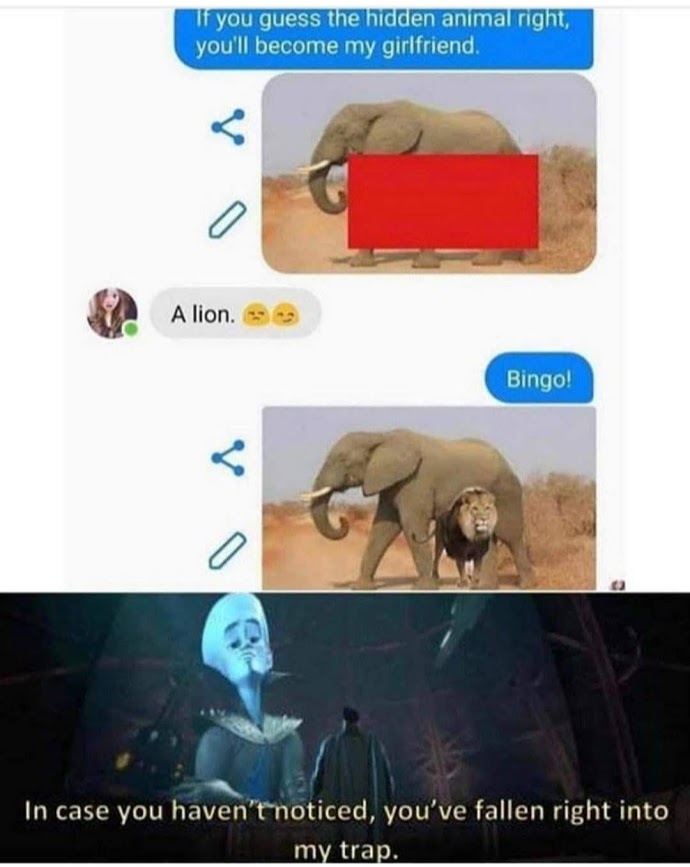 If you guess the hidden animal right,
you'll become my girlfriend.
A lion. 😒😏
Bingo!
In case you haven't noticed, you've fallen right into
my trap.